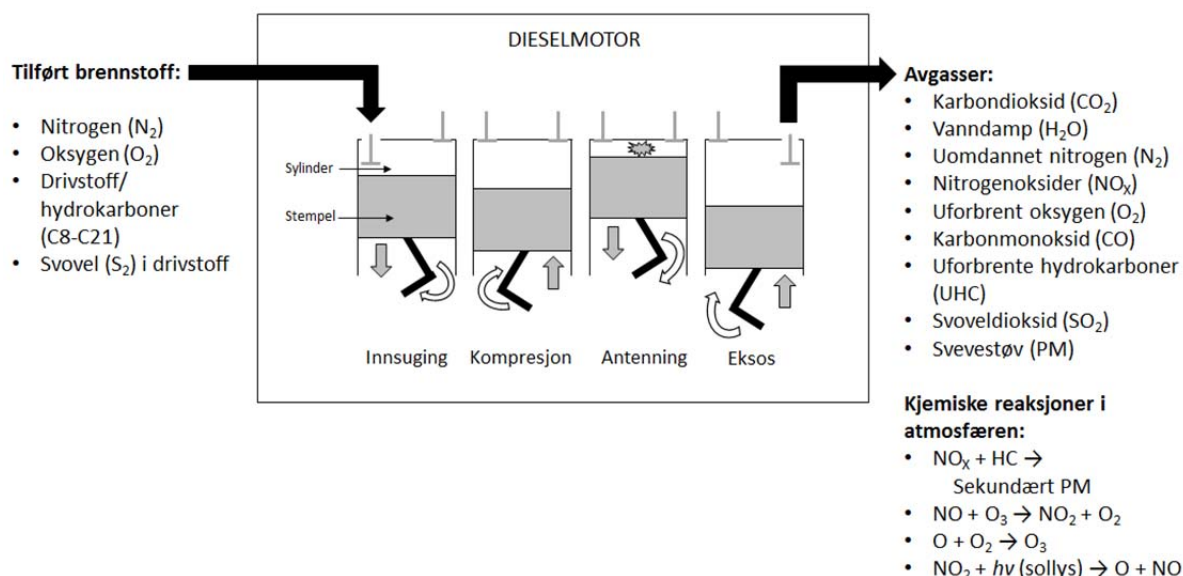 DIESELMOTOR
Tilført brennstoff:
• Nitrogen (N₂)
• Oksygen (O₂)
• Drivstoff/
hydrokarboner
(C8-C21)
• Svovel (S₂) i drivstoff
Sylinder
Stempel
Innsuging
Kompresjon
Antenning
Eksos
Avgasser:
• Karbondioksid (CO₂)
• Vanndamp (H₂O)
• Uomdannet nitrogen (N₂)
• Nitrogenoksider (NOₓ)
• Uforbrent oksygen (O₂)
• Karbonmonoksid (CO)
• Uforbrente hydrokarboner
(UHC)
• Svoveldioksid (SO₂)
• Svevestøv (PM)
Kjemiske reaksjoner i
atmosfæren:
• NOₓ + HC →
Sekundært PM
• NO + O₃ → NO₂ + O₂
• O + O₂ → O₃
• NO₂ + hv (sollys) → O + NO